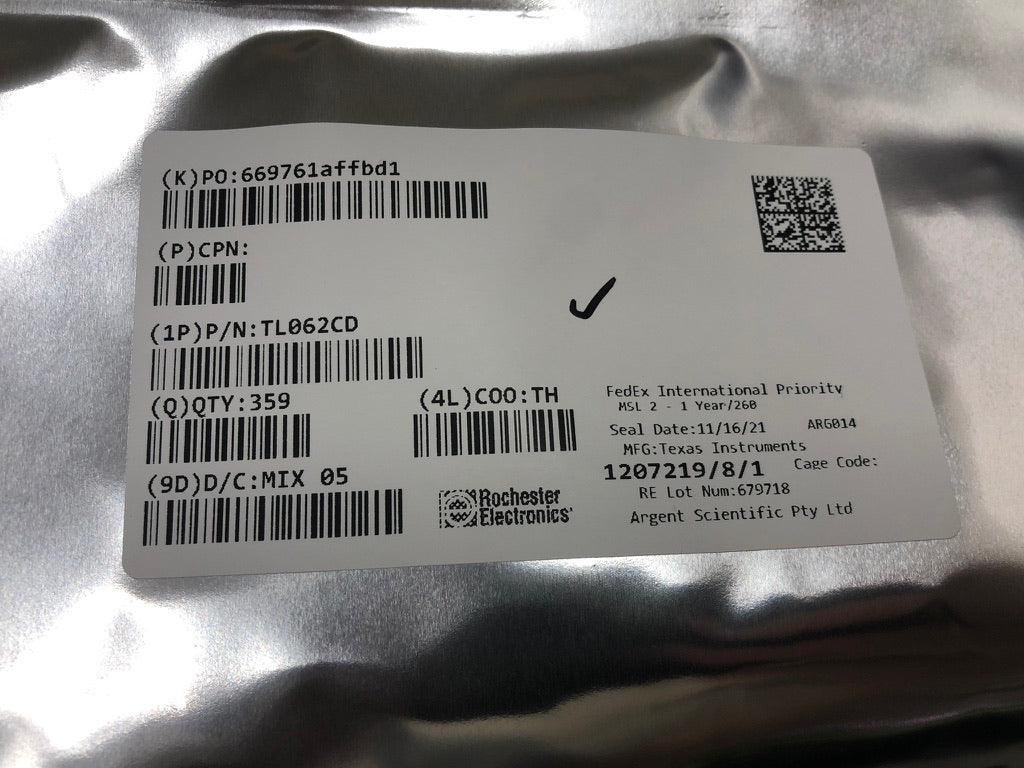 (K)PO:669761affbd1
(P)CPN:
(1P)P/N:TL062CD
(Q)QTY:359
(4L)COO:TH
(9D)D/C:MIX 05
Rochester
Electronics
FedEx International Priority
MSL 2 - 1 Year/260
Seal Date:11/16/21 ARG014
MFG:Texas Instruments
1207219/8/1 Cage Code:
RE Lot Num:679718
Argent Scientific Pty Ltd